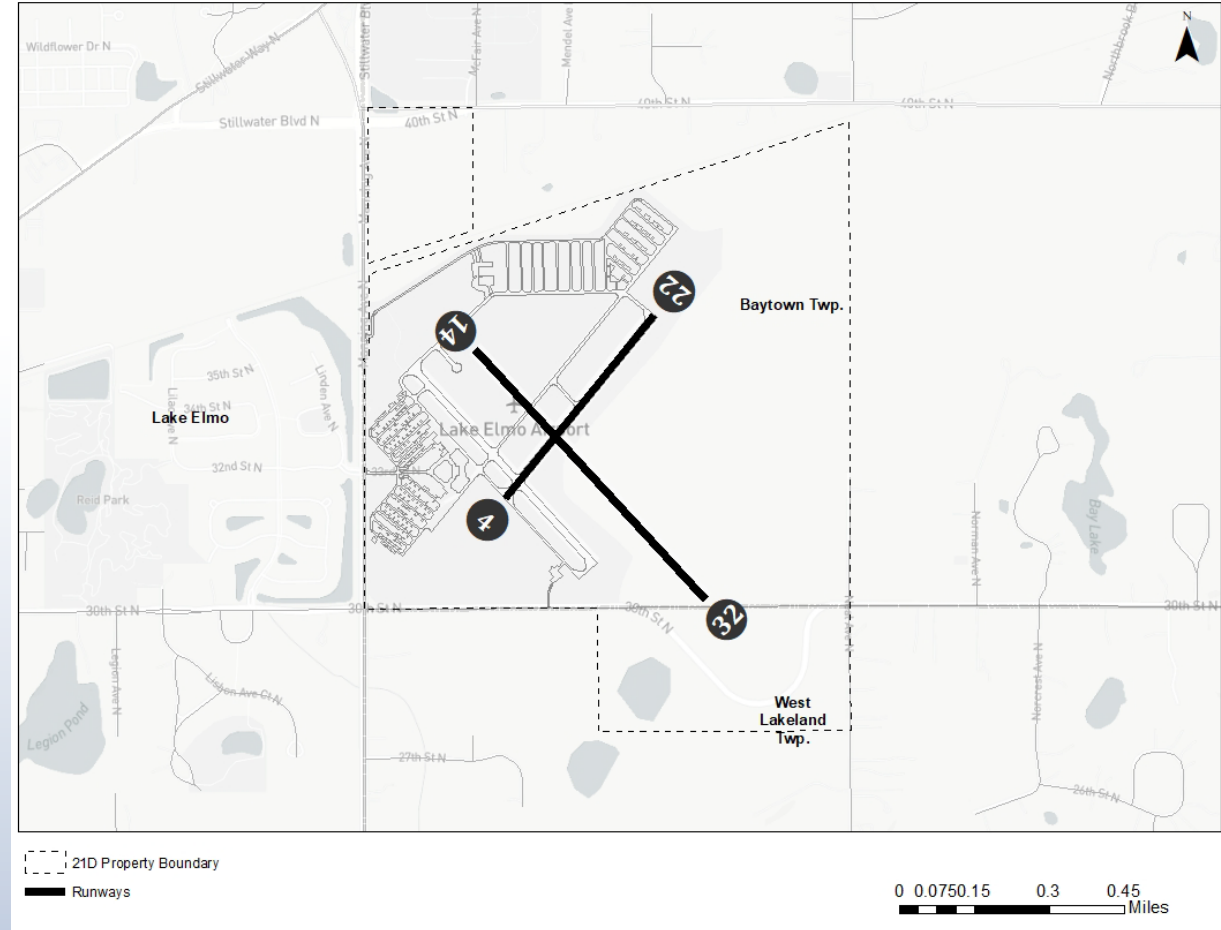 N
Wildflower Dr N
Stillwater Way N
Stillwater Blvd N
McFair Ave N
Mendel Ave N
Northbrook B
Stillwater Blvd N
40th St N
40th St N
40th St N
22
Baytown Twp.
14
35th St N
Linden Ave N
34th St N
Lake Elmo
Lake Elmo Airport
32nd St N
Reid Park
4
Bay Lake
Norman Ave N
30th St N
30th St N
30th St N
30th St N
32
Legion Ave N
Lisbon Ave Ct N
Legion Pond
Norcrest Ave N
West
Lakeland
Twp.
27th St N
26th St N
21D Property Boundary
Runways
0 0.0750.15 0.3 0.45
Miles